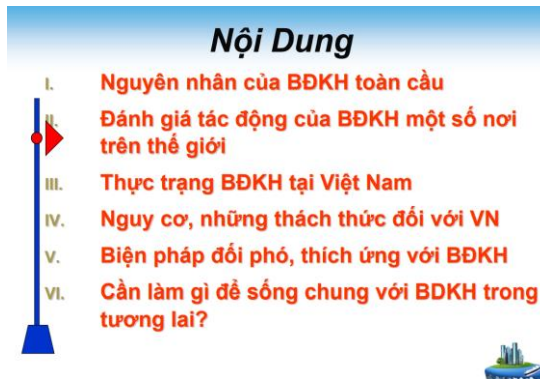 Nội Dung
I. Nguyên nhân của BĐKH toàn cầu
II. Đánh giá tác động của BĐKH một số nơi
trên thế giới
III. Thực trạng BĐKH tại Việt Nam
IV. Nguy cơ, những thách thức đối với VN
V. Biện pháp đối phó, thích ứng với BĐKH
VI. Cần làm gì để sống chung với BDKH trong
tương lai?